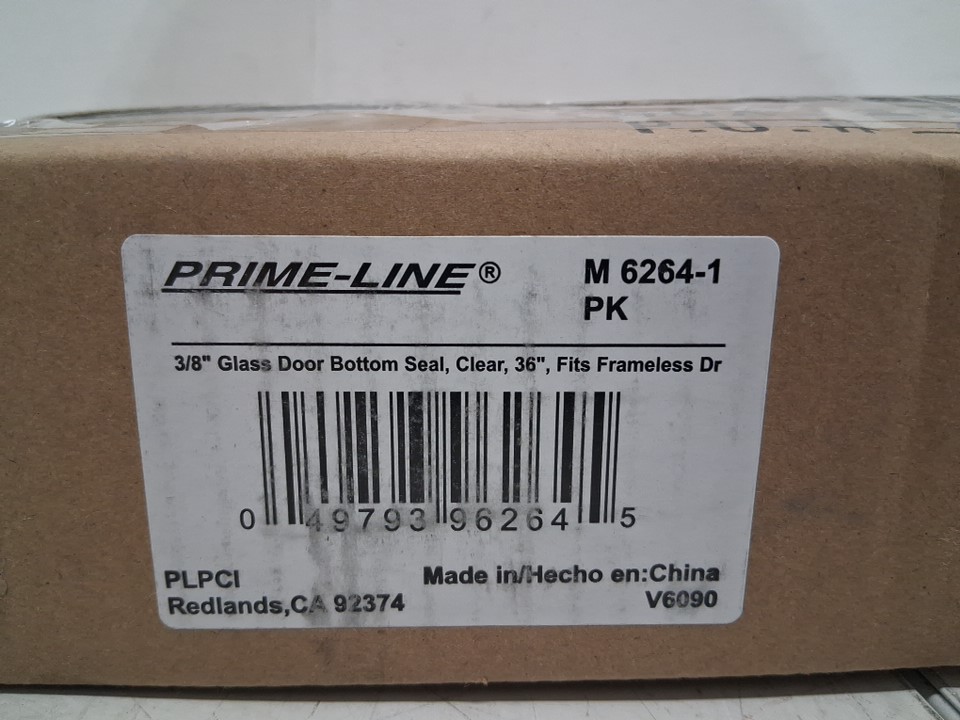 PRIME-LINE®
M 6264-1
PK
3/8" Glass Door Bottom Seal, Clear, 36", Fits Frameless Dr
0 49793 96264 5
PLPCI
Redlands,CA 92374
Made in/Hecho en:China
V6090